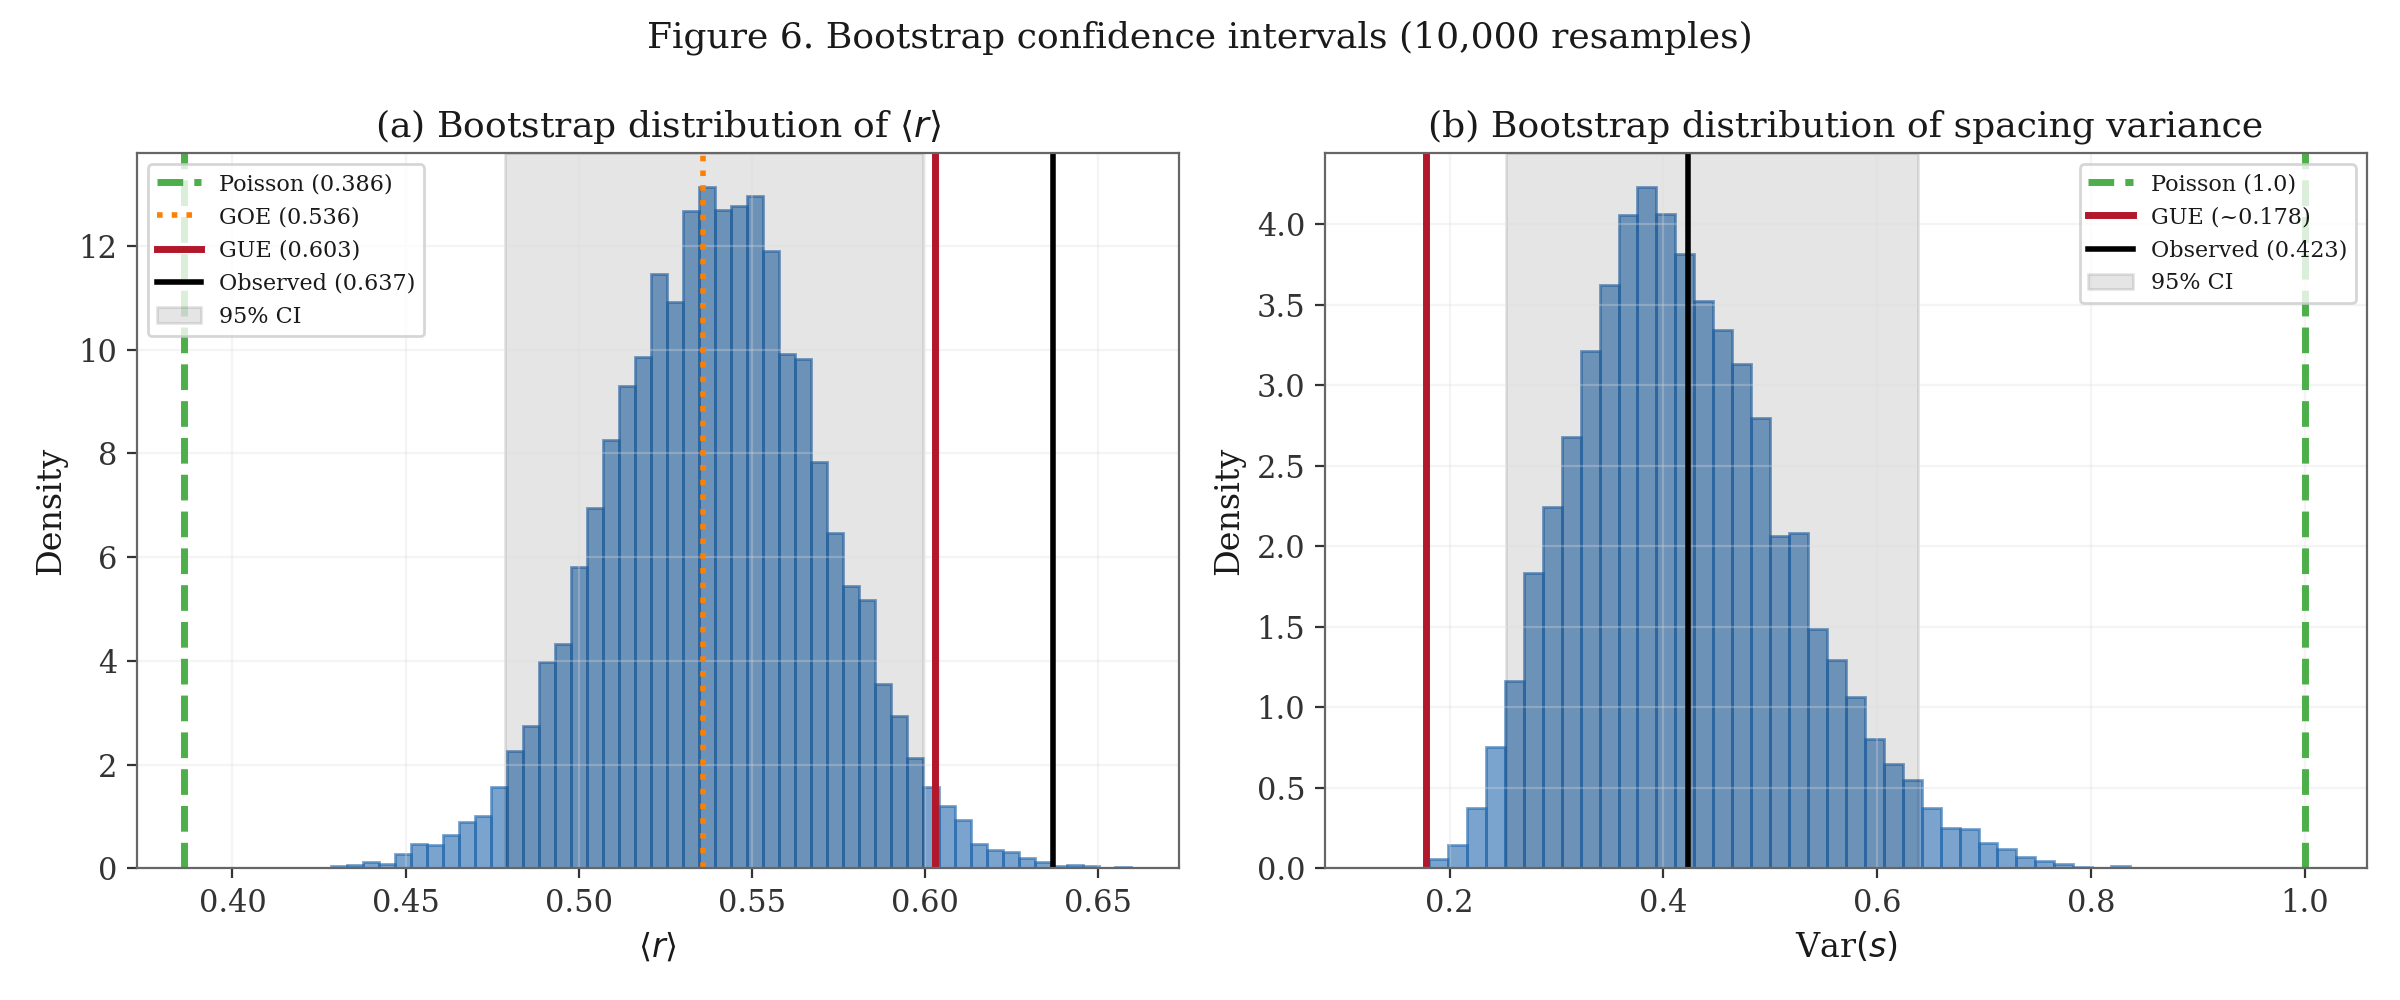 Figure 6. Bootstrap confidence intervals (10,000 resamples)
(a) Bootstrap distribution of ⟨r⟩
Poisson (0.386)
GOE (0.536)
GUE (0.603)
Observed (0.637)
95% CI
Density
0
2
4
6
8
10
12
0.40 0.45 0.50 0.55 0.60 0.65
⟨r⟩
(b) Bootstrap distribution of spacing variance
Poisson (1.0)
GUE (~0.178)
Observed (0.423)
95% CI
Density
0.0
0.5
1.0
1.5
2.0
2.5
3.0
3.5
4.0
0.2 0.4 0.6 0.8 1.0
Var(s)